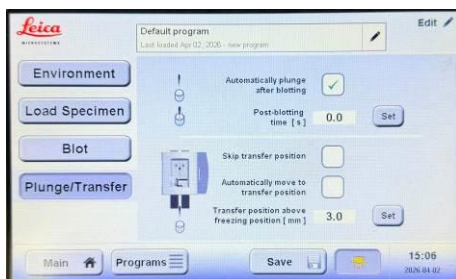 Leica
MICROSYSTEMS
Default program
Last loaded Apr 02, 2026 - new program
Edit
Environment
Load Specimen
Blot
Plunge/Transfer
Automatically plunge
after blotting
Post-blotting
time [ s ]
0.0
Set
Skip transfer position
Automatically move to
transfer position
Transfer position above
freezing position [ mm ]
3.0
Set
Main
Programs
Save
15:06
2026-04-02